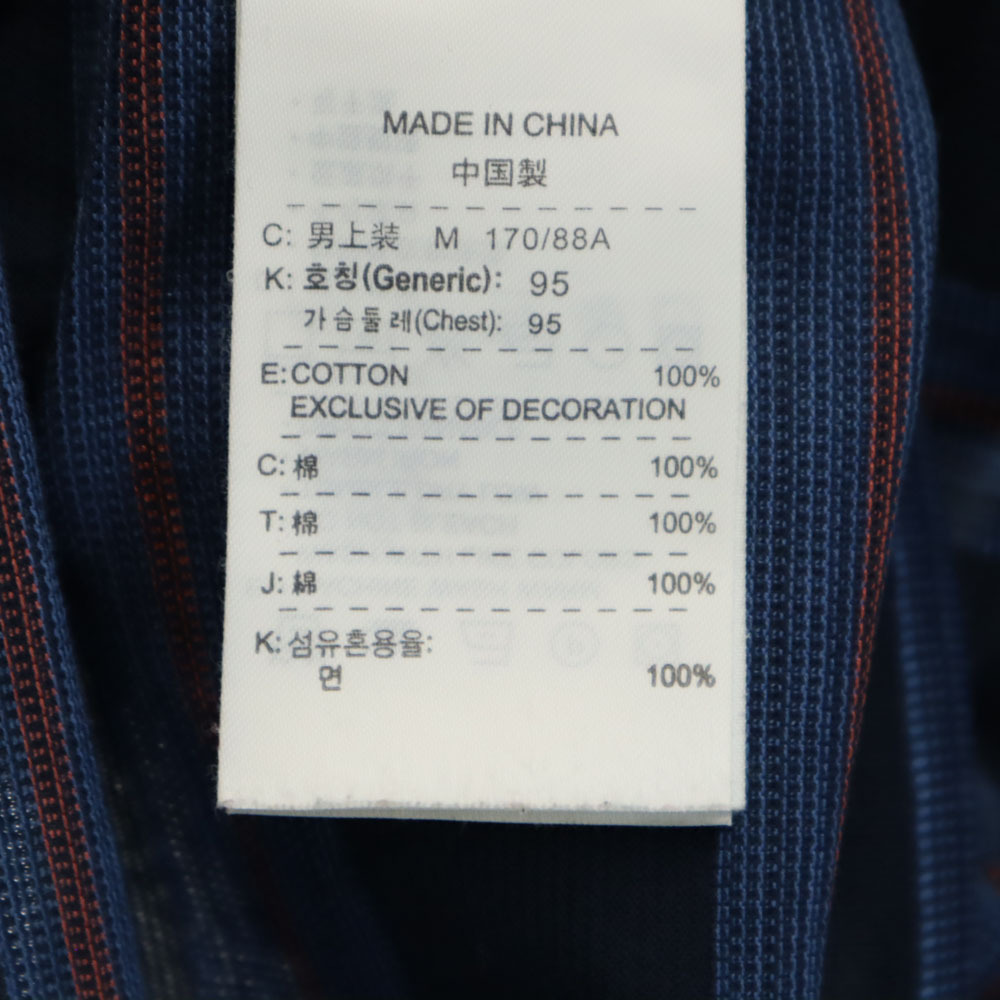 MADE IN CHINA
中国製
C: 男上装 M 170/88A
K: 호칭(Generic): 95
가슴둘레(Chest): 95
E: COTTON 100%
EXCLUSIVE OF DECORATION
C: 棉 100%
T: 棉 100%
J: 綿 100%
K: 섬유혼용율:
면 100%